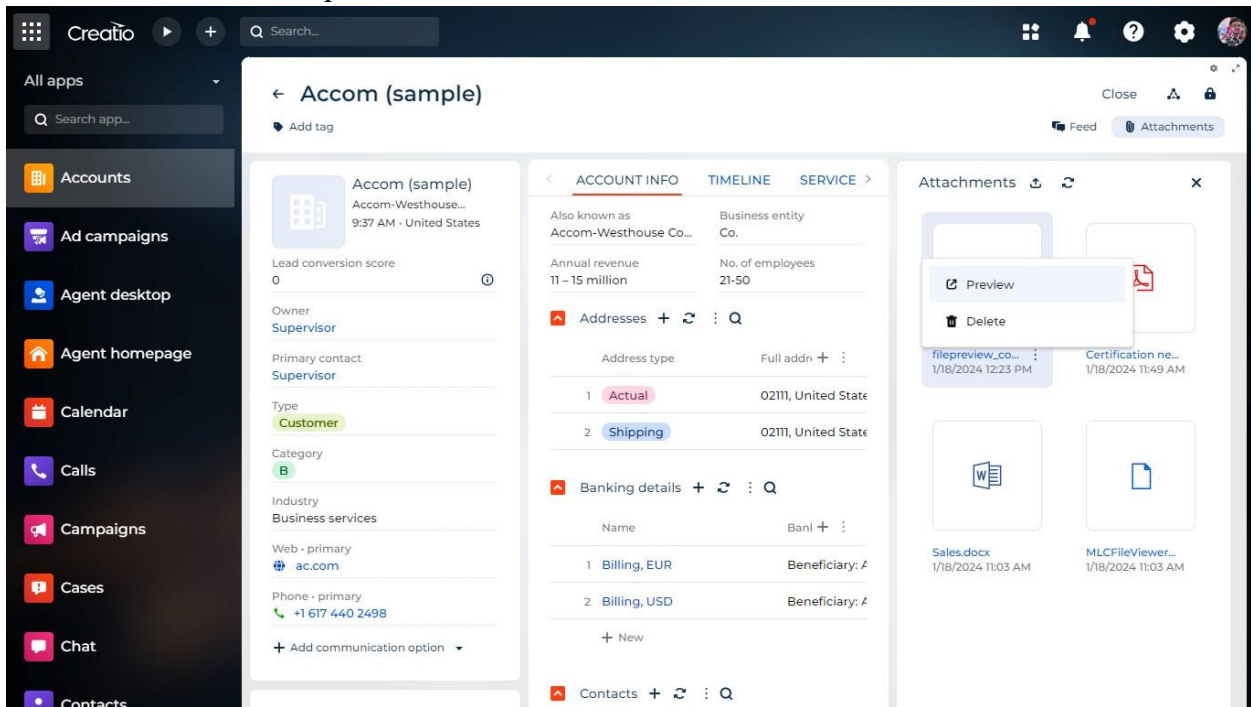 Creatio
Search...
All apps
Search app...
Accounts
Ad campaigns
Agent desktop
Agent homepage
Calendar
Calls
Campaigns
Cases
Chat
Contacts
Accom (sample)
Close
Add tag
Feed
Attachments
Accom (sample)
Accom-Westhouse...
9:37 AM • United States
Lead conversion score
0
Owner
Supervisor
Primary contact
Supervisor
Type
Customer
Category
B
Industry
Business services
Web • primary
ac.com
Phone • primary
+1 617 440 2498
Add communication option
ACCOUNT INFO TIMELINE SERVICE
Also known as Business entity
Accom-Westhouse Co... Co.
Annual revenue No. of employees
11 – 15 million 21-50
Addresses
Address type Full addr
1 Actual 02111, United State
2 Shipping 02111, United State
Banking details
Name Banl
1 Billing, EUR Beneficiary: A
2 Billing, USD Beneficiary: A
+ New
Contacts
Attachments
Preview
Delete
filepreview_co... Certification ne...
1/18/2024 12:23 PM 1/18/2024 11:49 AM
Sales.docx MLCFileViewer...
1/18/2024 11:03 AM 1/18/2024 11:03 AM